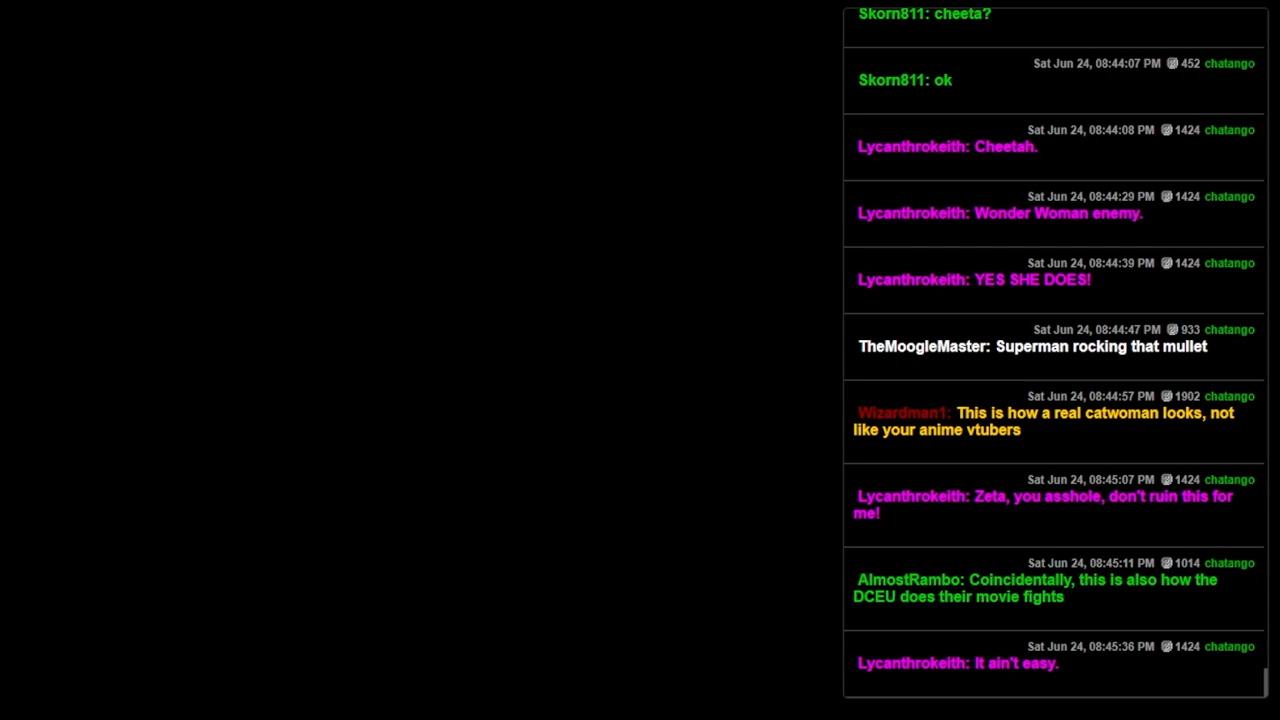 Skorn811: cheeta?
Sat Jun 24, 08:44:07 PM 452 chatango
Skorn811: ok
Sat Jun 24, 08:44:08 PM 1424 chatango
Lycanthrokeith: Cheetah.
Sat Jun 24, 08:44:29 PM 1424 chatango
Lycanthrokeith: Wonder Woman enemy.
Sat Jun 24, 08:44:39 PM 1424 chatango
Lycanthrokeith: YES SHE DOES!
Sat Jun 24, 08:44:47 PM 933 chatango
TheMoogleMaster: Superman rocking that mullet
Sat Jun 24, 08:44:57 PM 1902 chatango
Wizardman1: This is how a real catwoman looks, not
like your anime vtubers
Sat Jun 24, 08:45:07 PM 1424 chatango
Lycanthrokeith: Zeta, you asshole, don't ruin this for
me!
Sat Jun 24, 08:45:11 PM 1014 chatango
AlmostRambo: Coincidentally, this is also how the
DCEU does their movie fights
Sat Jun 24, 08:45:36 PM 1424 chatango
Lycanthrokeith: It ain't easy.